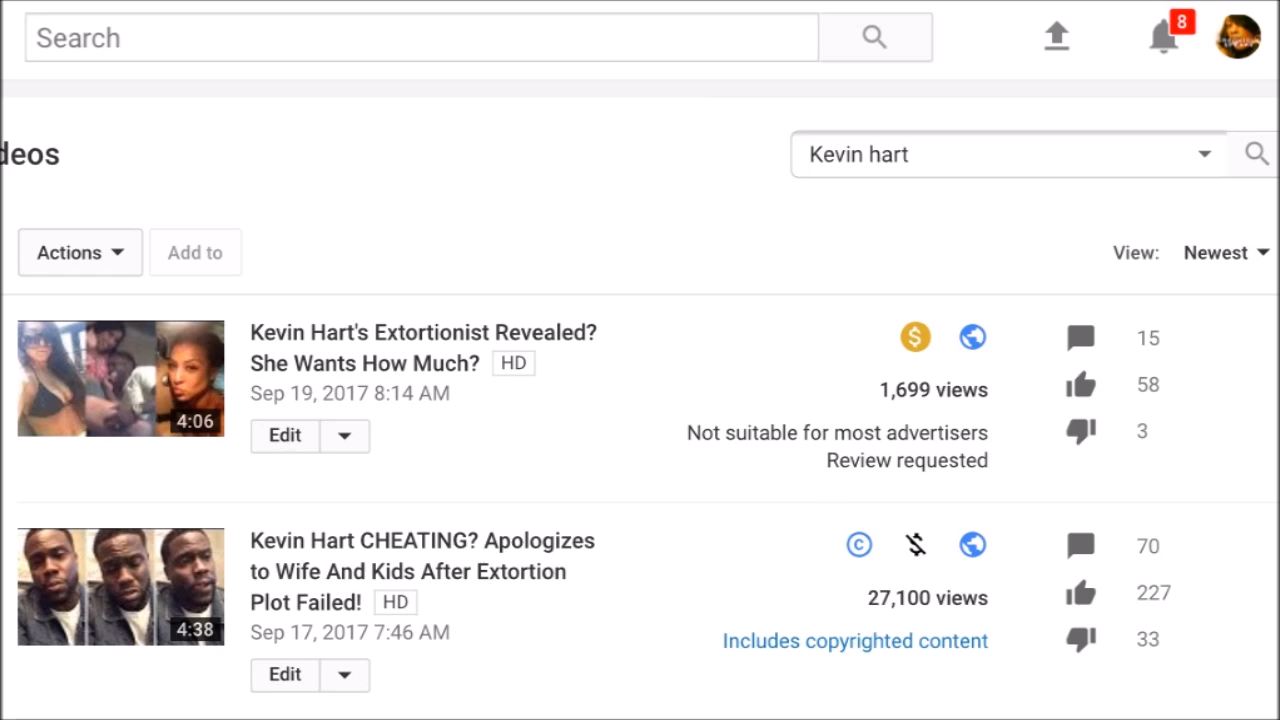 Search
8
deos
Kevin hart
Actions
Add to
View:
Newest
Kevin Hart's Extortionist Revealed?
She Wants How Much? HD
Sep 19, 2017 8:14 AM
4:06
Edit
$
1,699 views
Not suitable for most advertisers
Review requested
15
58
3
Kevin Hart CHEATING? Apologizes
to Wife And Kids After Extortion
Plot Failed! HD
Sep 17, 2017 7:46 AM
4:38
Edit
© $
27,100 views
Includes copyrighted content
70
227
33